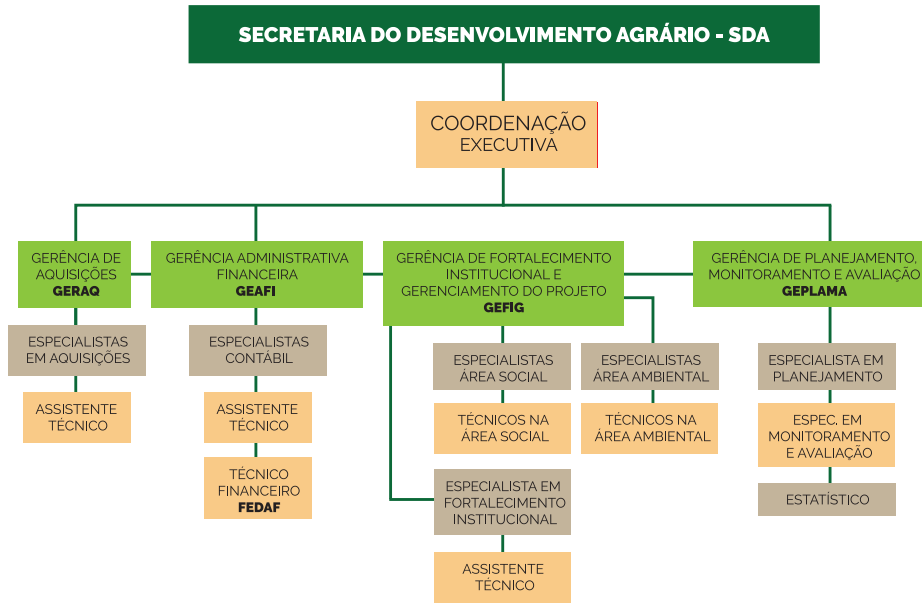 SECRETARIA DO DESENVOLVIMENTO AGRÁRIO - SDA
COORDENAÇÃO
EXECUTIVA
GERÊNCIA DE
AQUISIÇÕES
GERAQ
GERÊNCIA ADMINISTRATIVA
FINANCEIRA
GEAFI
GERÊNCIA DE FORTALECIMENTO
INSTITUCIONAL E
GERENCIAMENTO DO PROJETO
GEFIG
GERÊNCIA DE PLANEJAMENTO,
MONITORAMENTO E AVALIAÇÃO
GEPLAMA
ESPECIALISTAS
EM AQUISIÇÕES
ASSISTENTE
TÉCNICO
ESPECIALISTAS
CONTÁBIL
ASSISTENTE
TÉCNICO
TÉCNICO
FINANCEIRO
FEDAF
ESPECIALISTAS
ÁREA SOCIAL
TÉCNICOS NA
ÁREA SOCIAL
ESPECIALISTAS
ÁREA AMBIENTAL
TÉCNICOS NA
ÁREA AMBIENTAL
ESPECIALISTA EM
FORTALECIMENTO
INSTITUCIONAL
ASSISTENTE
TÉCNICO
ESPECIALISTA EM
PLANEJAMENTO
ESPEC. EM
MONITORAMENTO
E AVALIAÇÃO
ESTATÍSTICO